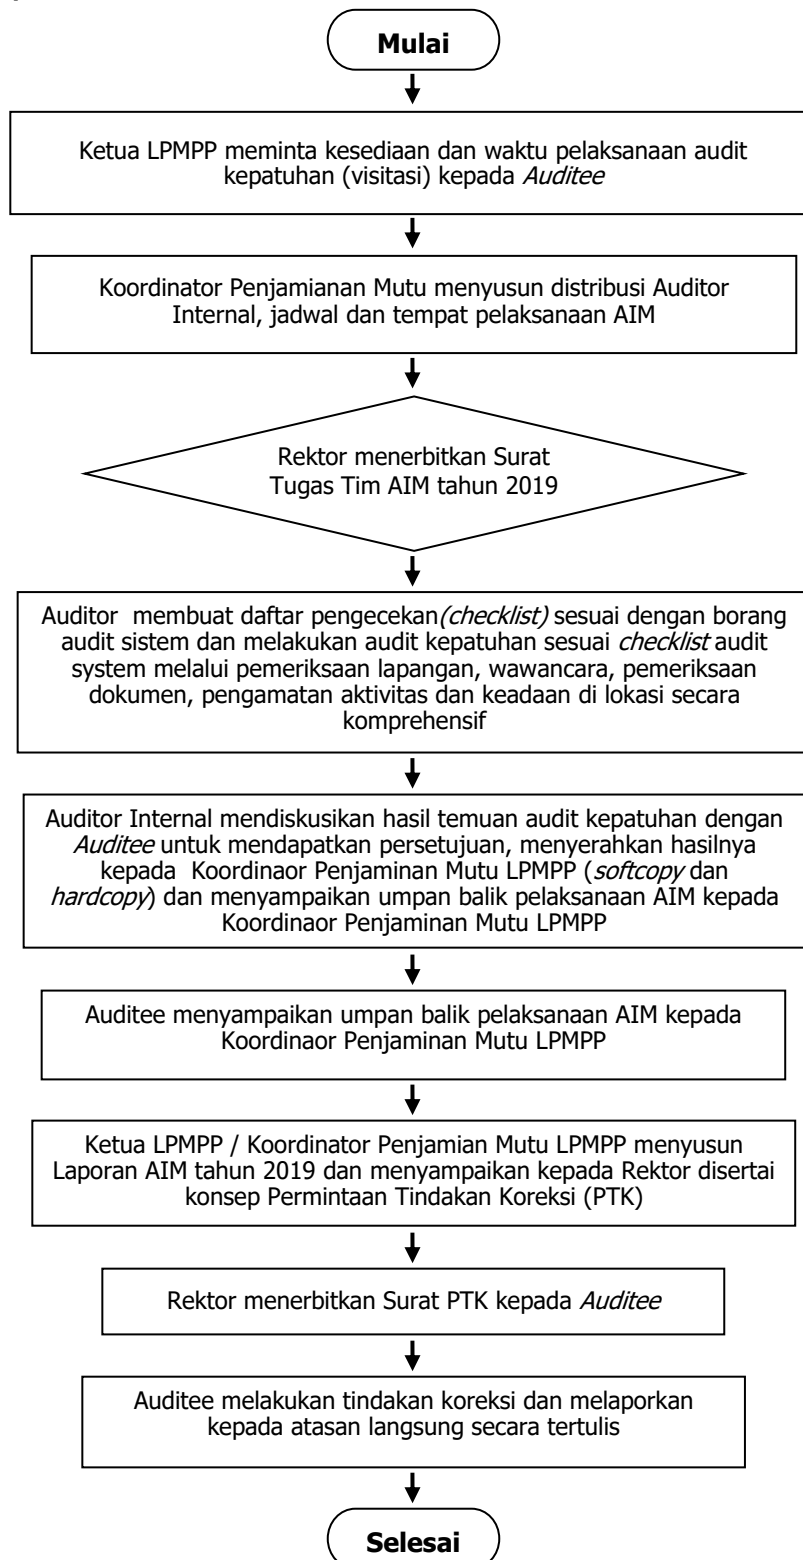 Mulai
Ketua LPMPP meminta kesediaan dan waktu pelaksanaan audit
kepatuhan (visitasi) kepada Auditee
Koordinator Penjamianan Mutu menyusun distribusi Auditor
Internal, jadwal dan tempat pelaksanaan AIM
Rektor menerbitkan Surat
Tugas Tim AIM tahun 2019
Auditor membuat daftar pengecekan(checklist) sesuai dengan borang
audit sistem dan melakukan audit kepatuhan sesuai checklist audit
system melalui pemeriksaan lapangan, wawancara, pemeriksaan
dokumen, pengamatan aktivitas dan keadaan di lokasi secara
komprehensif
Auditor Internal mendiskusikan hasil temuan audit kepatuhan dengan
Auditee untuk mendapatkan persetujuan, menyerahkan hasilnya
kepada Koordinaor Penjaminan Mutu LPMPP (softcopy dan
hardcopy) dan menyampaikan umpan balik pelaksanaan AIM kepada
Koordinaor Penjaminan Mutu LPMPP
Auditee menyampaikan umpan balik pelaksanaan AIM kepada
Koordinaor Penjaminan Mutu LPMPP
Ketua LPMPP / Koordinator Penjamian Mutu LPMPP menyusun
Laporan AIM tahun 2019 dan menyampaikan kepada Rektor disertai
konsep Permintaan Tindakan Koreksi (PTK)
Rektor menerbitkan Surat PTK kepada Auditee
Auditee melakukan tindakan koreksi dan melaporkan
kepada atasan langsung secara tertulis
Selesai